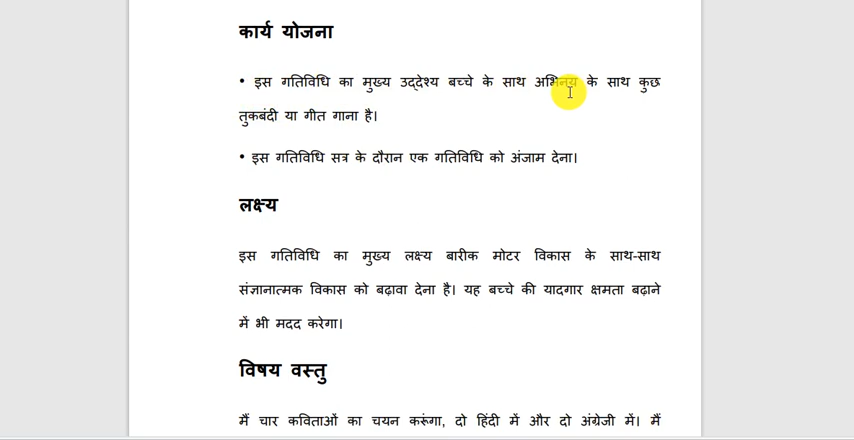 कार्य योजना
• इस गतिविधि का मुख्य उद्देश्य बच्चे के साथ अभिनय के साथ कुछ
तुकबंदी या गीत गाना है।
• इस गतिविधि सत्र के दौरान एक गतिविधि को अंजाम देना।
लक्ष्य
इस गतिविधि का मुख्य लक्ष्य बारीक मोटर विकास के साथ-साथ
संज्ञानात्मक विकास को बढ़ावा देना है। यह बच्चे की यादगार क्षमता बढ़ाने
में भी मदद करेगा।
विषय वस्तु
मैं चार कविताओं का चयन करूंगा, दो हिंदी में और दो अंग्रेजी में। मैं